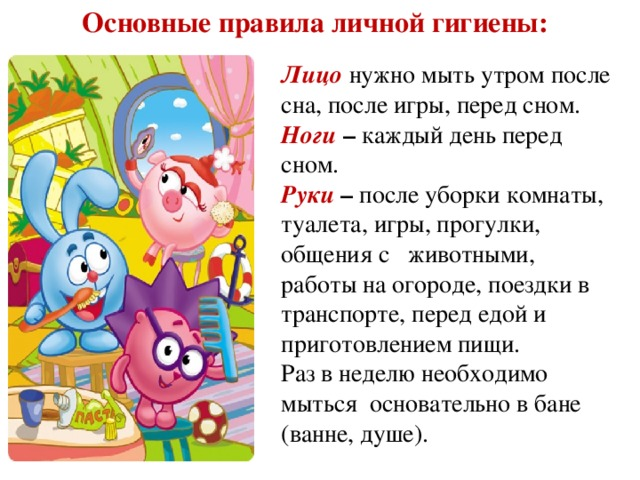 Основные правила личной гигиены:
Лицо нужно мыть утром после
сна, после игры, перед сном.
Ноги – каждый день перед
сном.
Руки – после уборки комнаты,
туалета, игры, прогулки,
общения с животными,
работы на огороде, поездки в
транспорте, перед едой и
приготовлением пищи.
Раз в неделю необходимо
мыться основательно в бане
(ванне, душе).
ПАСТА